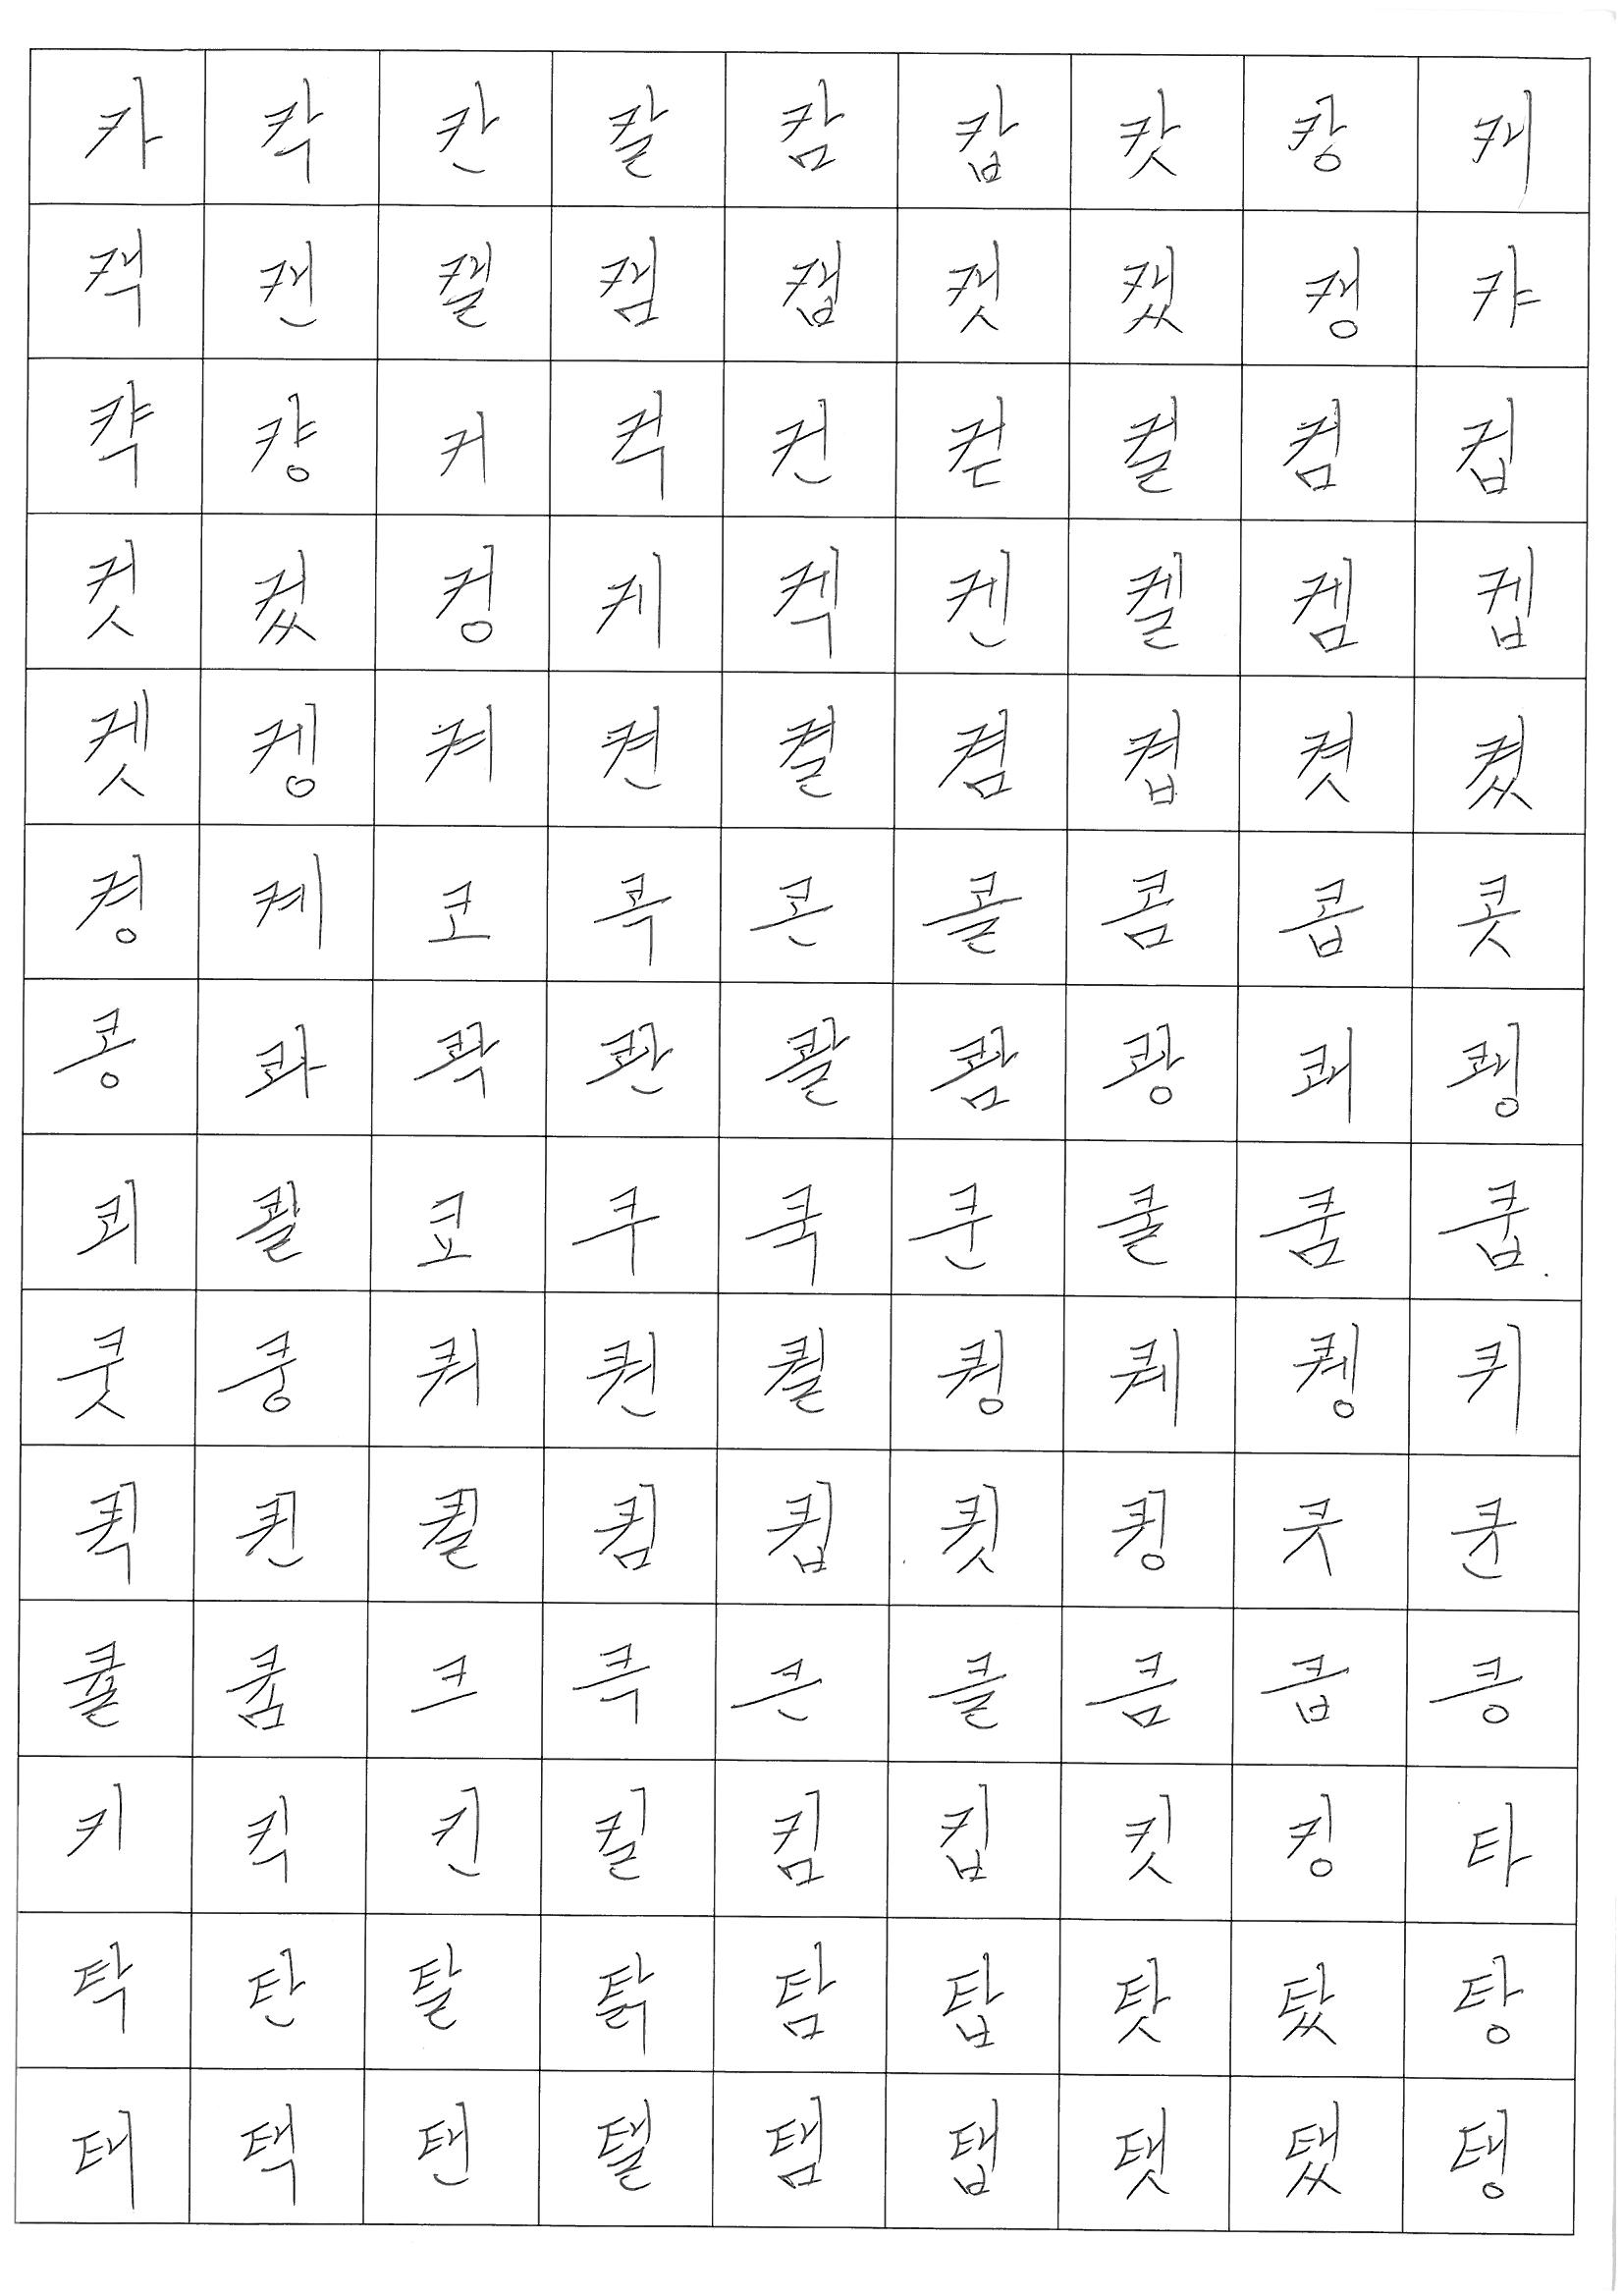 카 칵 칸 칼 캄 캅 캇 캉 캐
캑 캔 캘 캠 캡 캣 캤 캥 캬
캭 컁 커 컥 컨 컫 컬 컴 컵
컷 컸 컹 케 켁 켄 켈 켐 켑
켓 켕 켜 켠 켤 켬 켭 켯 켰
켱 켸 코 콕 콘 콜 콤 콥 콧
콩 콰 콱 콴 콸 쾀 쾅 쾌 쾡
쾨 쾰 쿄 쿠 쿡 쿤 쿨 쿰 쿱
쿳 쿵 쿼 퀀 퀄 퀑 퀘 퀭 퀴
퀵 퀸 퀼 큄 큅 큇 큉 큐 큔
큘 큠 크 큭 큰 클 큼 큽 킁
키 킥 킨 킬 킴 킵 킷 킹 타
탁 탄 탈 탉 탐 탑 탓 탔 탕
태 택 탠 탤 탬 탭 탯 탰 탱